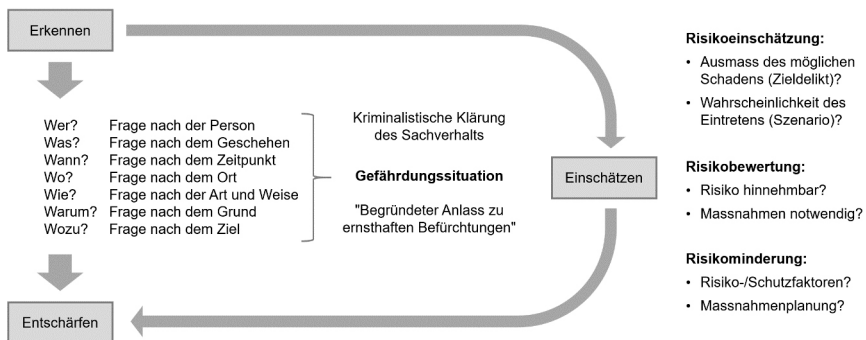 Erkennen
Wer? Frage nach der Person
Was? Frage nach dem Geschehen
Wann? Frage nach dem Zeitpunkt
Wo? Frage nach dem Ort
Wie? Frage nach der Art und Weise
Warum? Frage nach dem Grund
Wozu? Frage nach dem Ziel
Entschärfen
Kriminalistische Klärung
des Sachverhalts
Gefährdungssituation
"Begründeter Anlass zu
ernsthaften Befürchtungen"
Einschätzen
Risikoeinschätzung:
• Ausmass des möglichen
Schadens (Zieldelikt)?
• Wahrscheinlichkeit des
Eintretens (Szenario)?
Risikobewertung:
• Risiko hinnehmbar?
• Massnahmen notwendig?
Risikominderung:
• Risiko-/Schutzfaktoren?
• Massnahmenplanung?